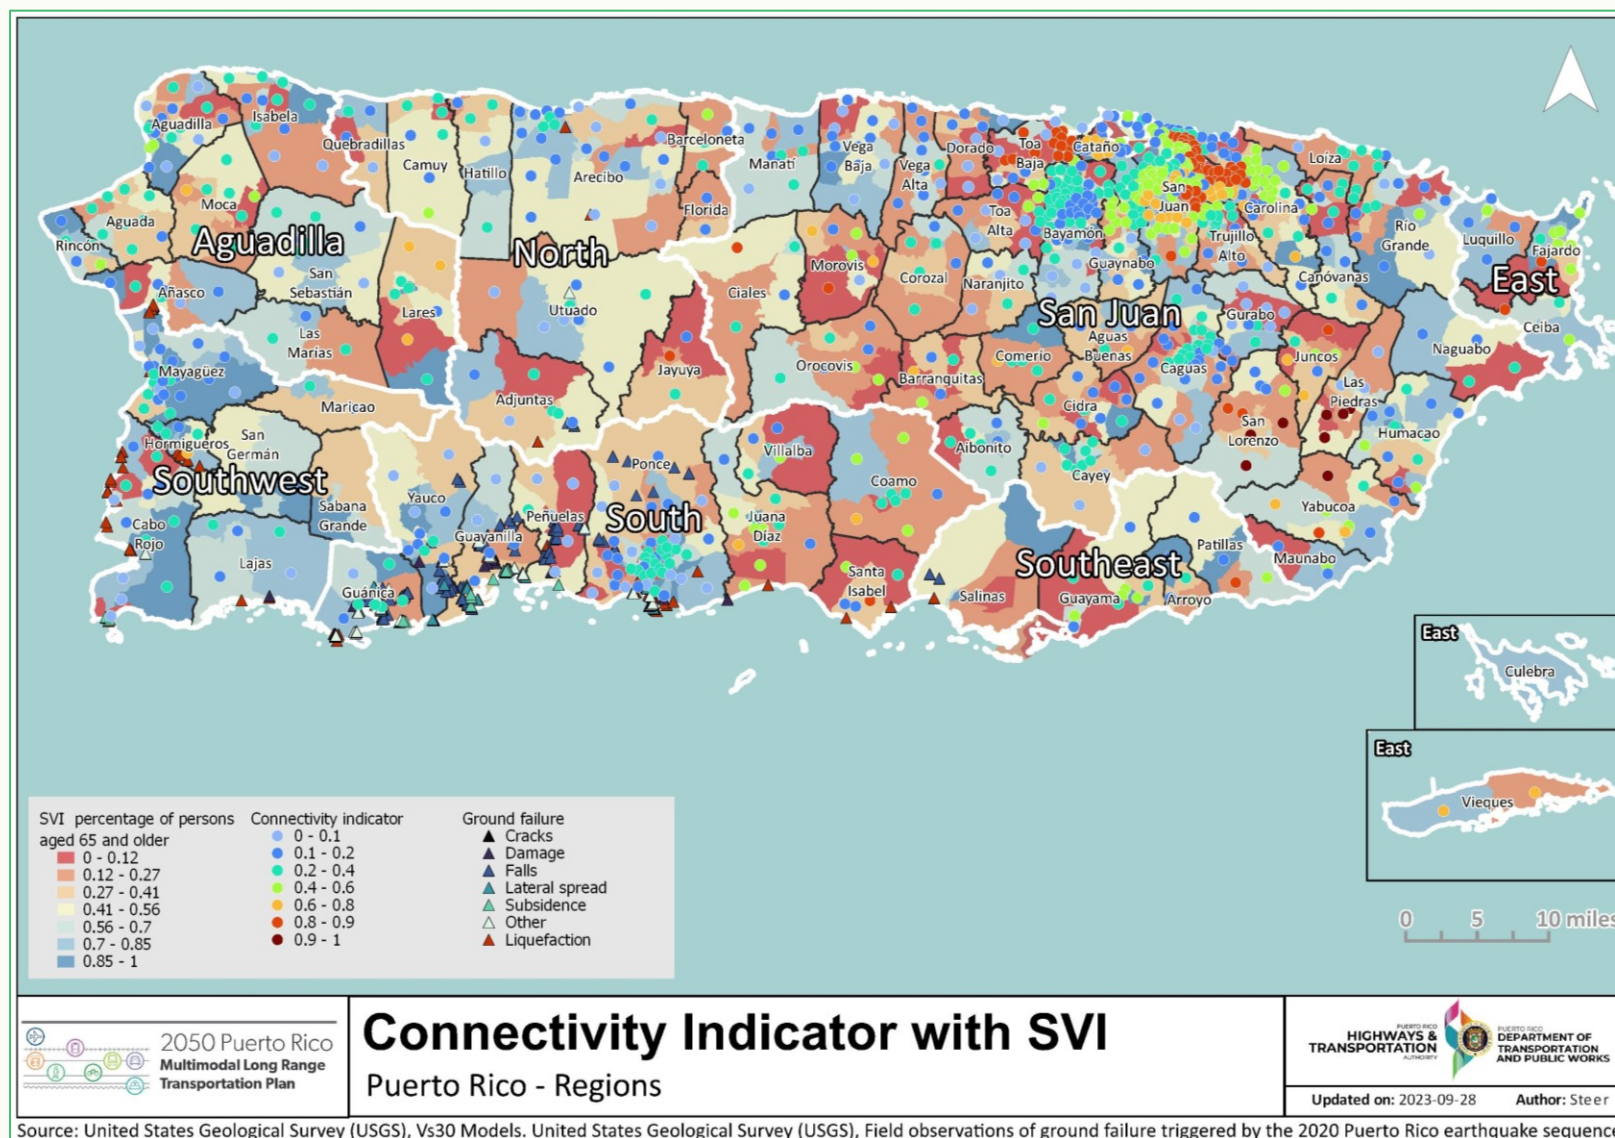 Aguadilla
Isabela
Quebradillas
Camuy
Hatillo
Arecibo
Barceloneta
Manatí
Vega
Baja
Vega
Alta
Dorado
Toa
Baja
Cataño
San
Juan
Loíza
Carolina
Moca
Aguada
Rincón
Aguadilla
North
Florida
Toa
Alta
Bayamón
Guaynabo
Trujillo
Alto
Río
Grande
Luquillo
Fajardo
Canóvanas
East
Ceiba
Añasco
San
Sebastián
Las
Marías
Lares
Utuado
Ciales
Morovis
Corozal
Naranjito
San Juan
Aguas
Buenas
Gurabo
Naguabo
Mayagüez
Maricao
Adjuntas
Jayuya
Orocovis
Barranquitas
Comerio
Caguas
Juncos
Las
Piedras
Cidra
Hormigueros
San
Germán
Southwest
Sabana
Grande
Yauco
Ponce
Villalba
Coamo
Aibonito
Cayey
San
Lorenzo
Humacao
Yabucoa
Cabo
Rojo
Lajas
Guánica
Guayanilla
Peñuelas
South
Juana
Díaz
Santa
Isabel
Southeast
Salinas
Guayama
Arroyo
Patillas
Maunabo
East
Culebra
East
Vieques
0 5 10 miles
SVI percentage of persons
aged 65 and older
0 - 0.12
0.12 - 0.27
0.27 - 0.41
0.41 - 0.56
0.56 - 0.7
0.7 - 0.85
0.85 - 1
Connectivity indicator
0 - 0.1
0.1 - 0.2
0.2 - 0.4
0.4 - 0.6
0.6 - 0.8
0.8 - 0.9
0.9 - 1
Ground failure
Cracks
Damage
Falls
Lateral spread
Subsidence
Other
Liquefaction
2050 Puerto Rico
Multimodal Long Range
Transportation Plan
Connectivity Indicator with SVI
Puerto Rico - Regions
PUERTO RICO
HIGHWAYS &
TRANSPORTATION
AUTHORITY
PUERTO RICO
DEPARTMENT OF
TRANSPORTATION
AND PUBLIC WORKS
Updated on: 2023-09-28 Author: Steer
Source: United States Geological Survey (USGS), Vs30 Models. United States Geological Survey (USGS), Field observations of ground failure triggered by the 2020 Puerto Rico earthquake sequence